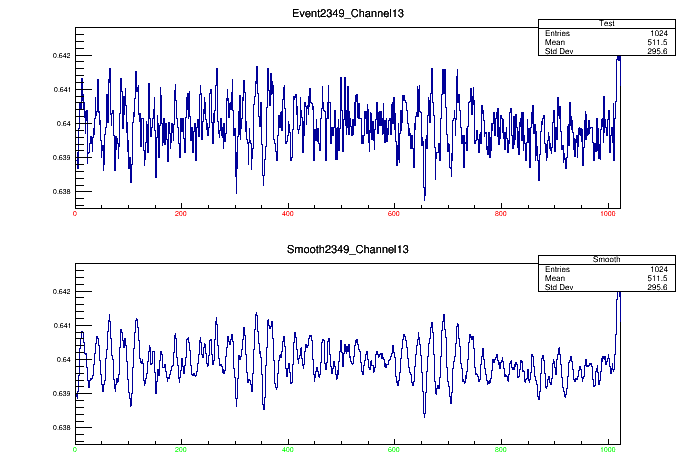 Event2349_Channel13
Test
Entries 1024
Mean 511.5
Std Dev 295.6
0.642
0.641
0.64
0.639
0.638
0 200 400 600 800 1000
Smooth2349_Channel13
Smooth
Entries 1024
Mean 511.5
Std Dev 295.6
0.642
0.641
0.64
0.639
0.638
0 200 400 600 800 1000